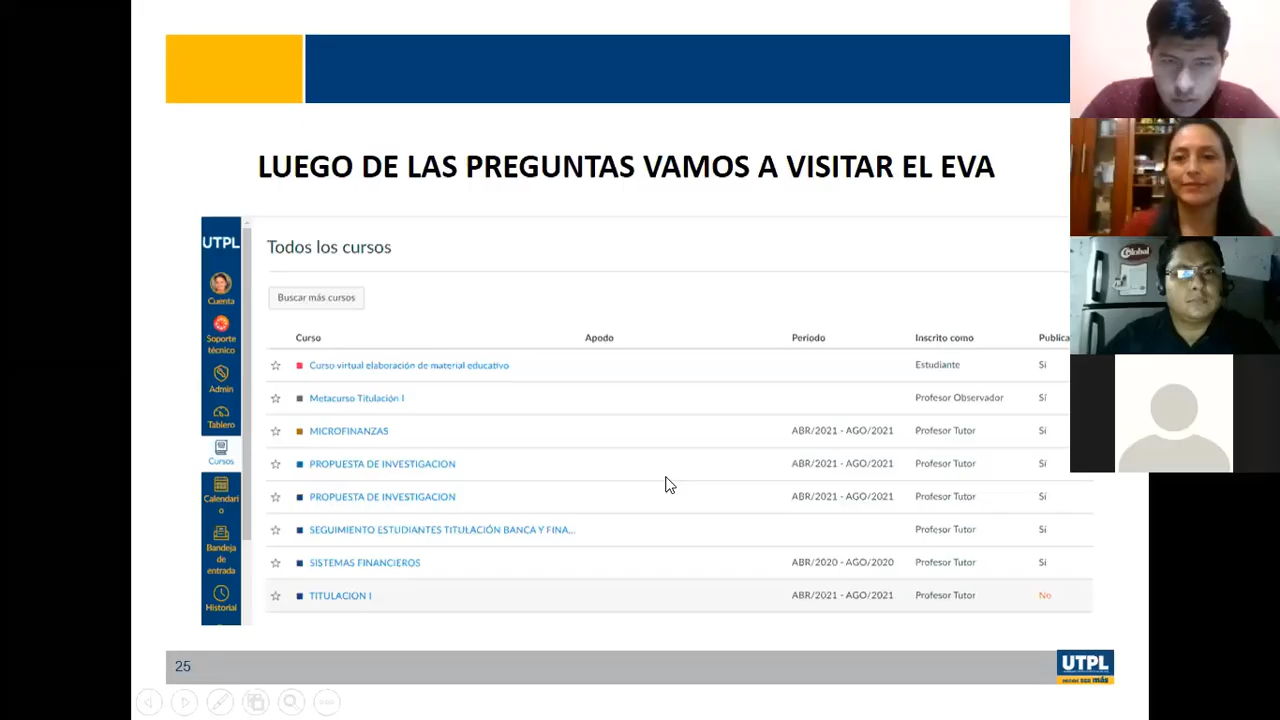 LUEGO DE LAS PREGUNTAS VAMOS A VISITAR EL EVA
UTPL
Cuenta
Soporte
técnico
Admin
Tablero
Cursos
Calendari
o
Bandeja
de
entrada
Historial
Todos los cursos
Buscar más cursos
Curso Apodo Período Inscrito como Publica
Curso virtual elaboración de material educativo Estudiante Sí
Metacurso Titulación I Profesor Observador Sí
MICROFINANZAS ABR/2021 - AGO/2021 Profesor Tutor Sí
PROPUESTA DE INVESTIGACION ABR/2021 - AGO/2021 Profesor Tutor Sí
PROPUESTA DE INVESTIGACION ABR/2021 - AGO/2021 Profesor Tutor Sí
SEGUIMIENTO ESTUDIANTES TITULACIÓN BANCA Y FINA... Profesor Tutor Sí
SISTEMAS FINANCIEROS ABR/2020 - AGO/2020 Profesor Tutor Sí
TITULACION I ABR/2021 - AGO/2021 Profesor Tutor No
25
UTPL
Global